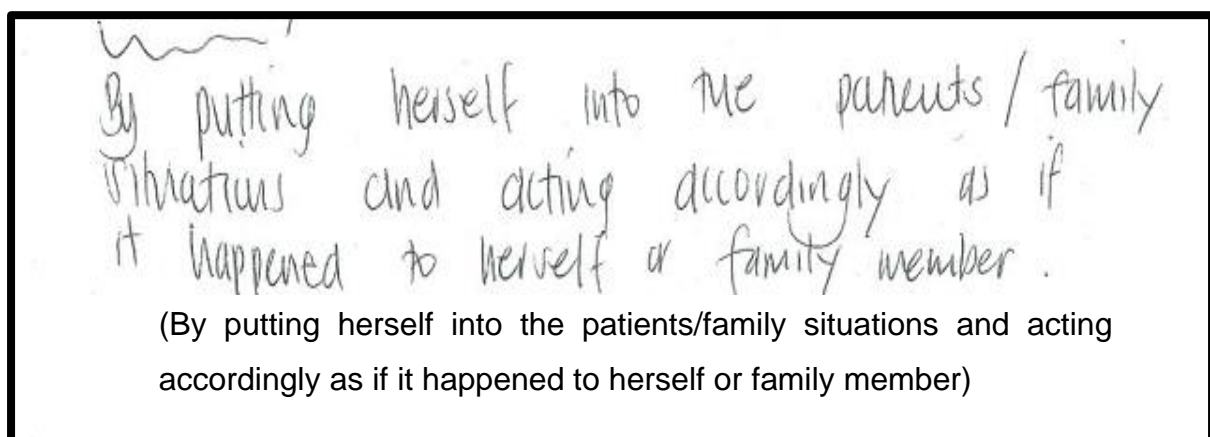 By putting herself into the parents / family
situations and acting accordingly as if
it happened to herself or family member.
(By putting herself into the patients/family situations and acting
accordingly as if it happened to herself or family member)